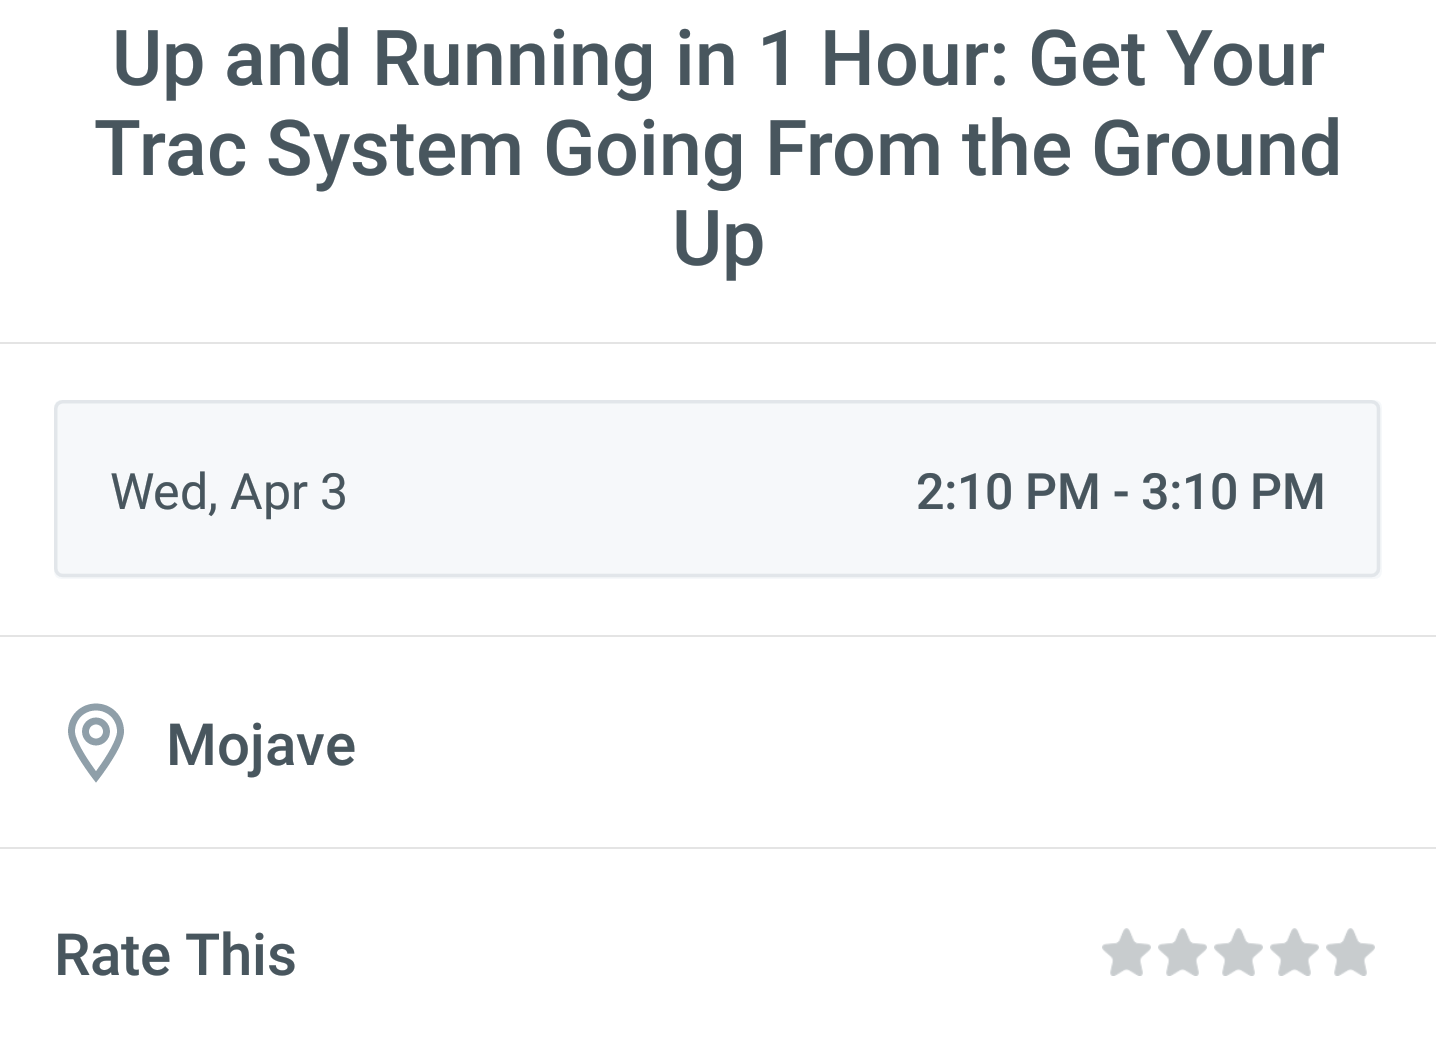 Up and Running in 1 Hour: Get Your
Trac System Going From the Ground
Up
Wed, Apr 3
2:10 PM - 3:10 PM
Mojave
Rate This